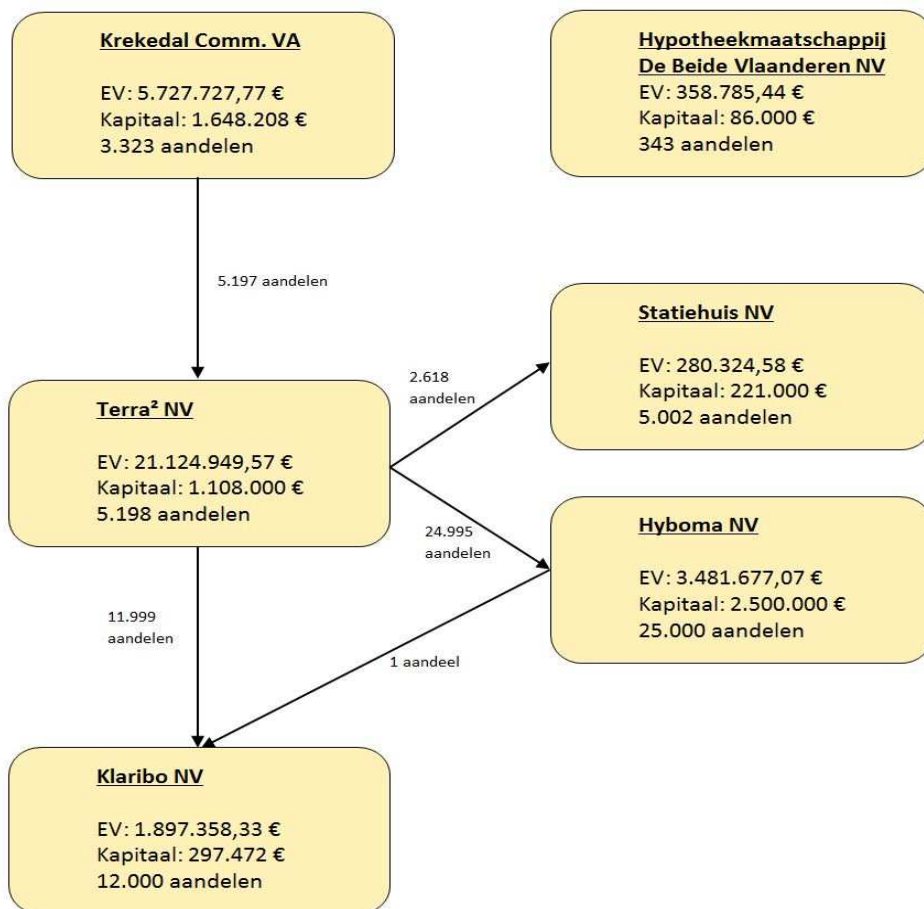 Krekedal Comm. VA
EV: 5.727.727,77 €
Kapitaal: 1.648.208 €
3.323 aandelen
Hypotheekmaatschappij
De Beide Vlaanderen NV
EV: 358.785,44 €
Kapitaal: 86.000 €
343 aandelen
5.197 aandelen
Statiehuis NV
EV: 280.324,58 €
Kapitaal: 221.000 €
5.002 aandelen
2.618
aandelen
Terra² NV
EV: 21.124.949,57 €
Kapitaal: 1.108.000 €
5.198 aandelen
24.995
aandelen
Hyboma NV
EV: 3.481.677,07 €
Kapitaal: 2.500.000 €
25.000 aandelen
11.999
aandelen
1 aandeel
Klaribo NV
EV: 1.897.358,33 €
Kapitaal: 297.472 €
12.000 aandelen